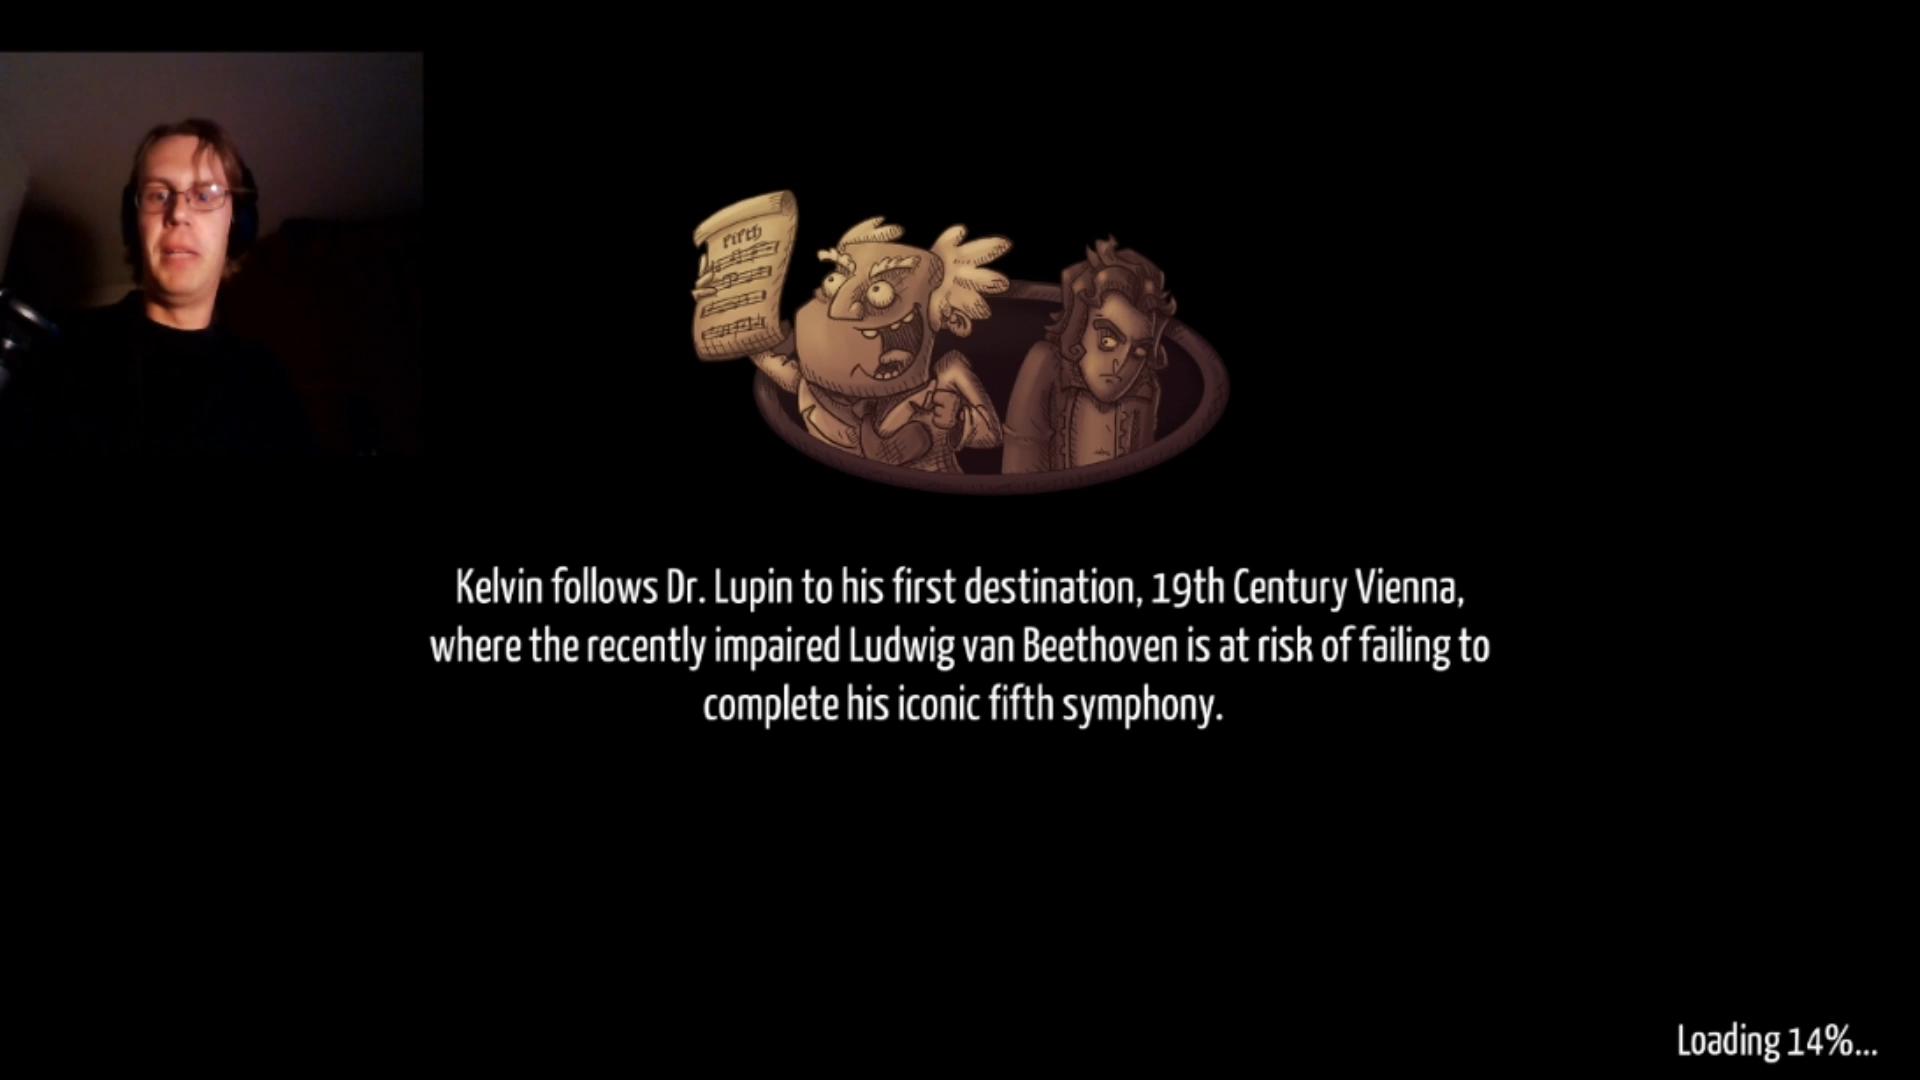 Fifth
Kelvin follows Dr. Lupin to his first destination, 19th Century Vienna,
where the recently impaired Ludwig van Beethoven is at risk of failing to
complete his iconic fifth symphony.
Loading 14%...